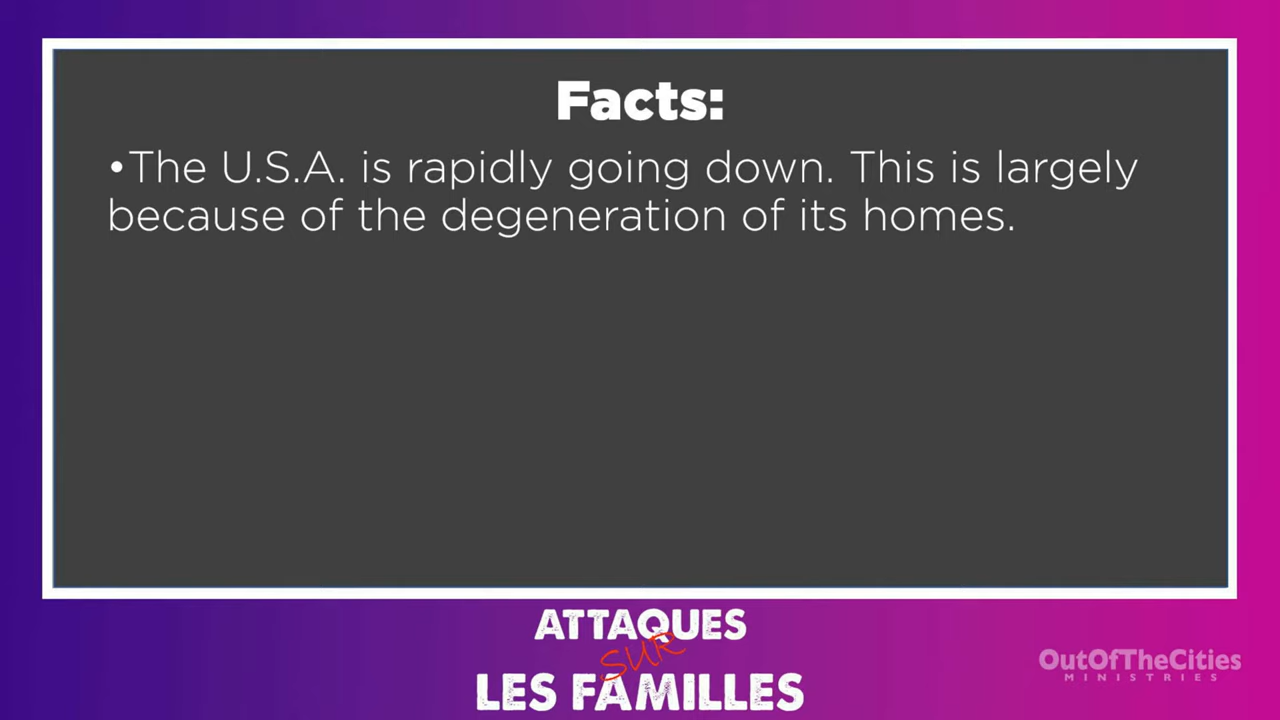 Facts:
•The U.S.A. is rapidly going down. This is largely
because of the degeneration of its homes.
ATTAQUES
SUR
LES FAMILLES
OutOfTheCities
MINISTRIES